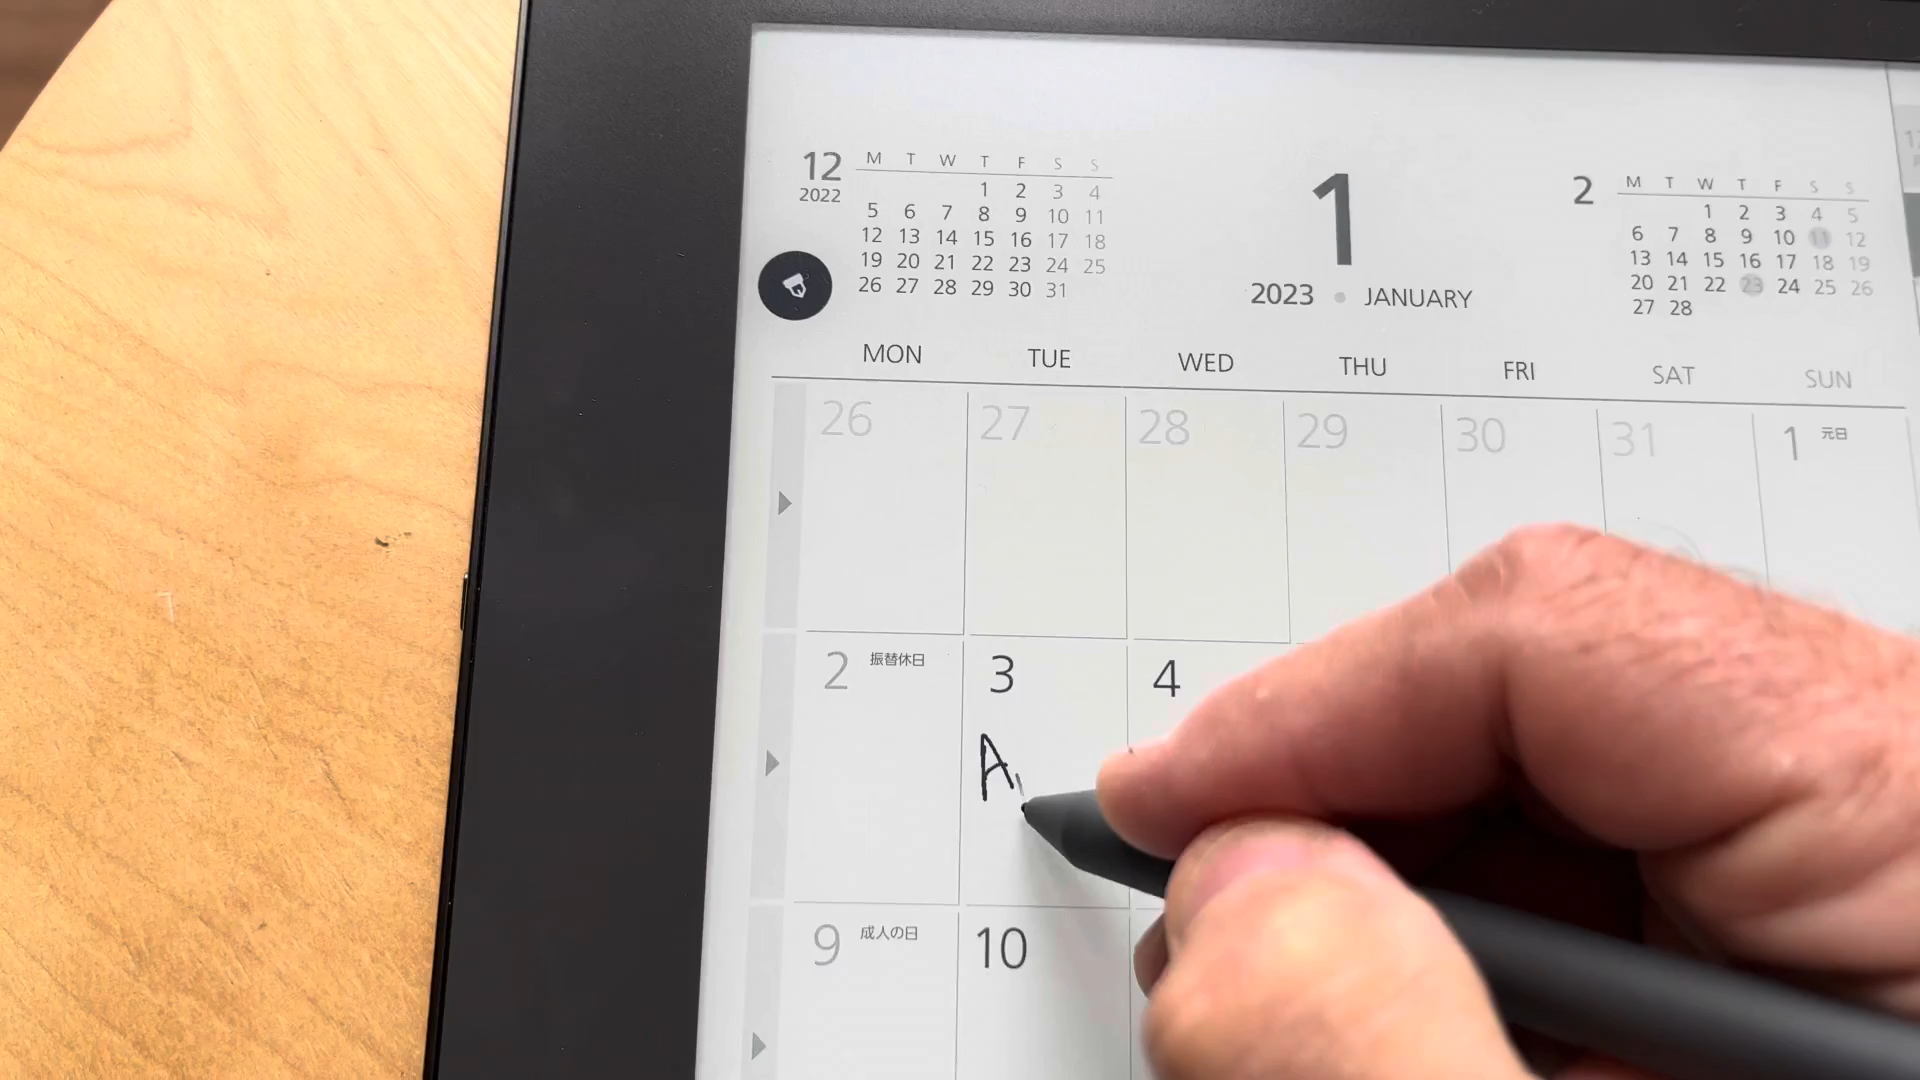 12 M T W T F S S
2022 1 2 3 4
5 6 7 8 9 10 11
12 13 14 15 16 17 18
19 20 21 22 23 24 25
26 27 28 29 30 31
1
2023 • JANUARY
2 M T W T F S S
1 2 3 4 5
6 7 8 9 10 11 12
13 14 15 16 17 18 19
20 21 22 23 24 25 26
27 28
MON TUE WED THU FRI SAT SUN
26 27 28 29 30 31 1 元日
2 振替休日 3 4
A
9 成人の日 10